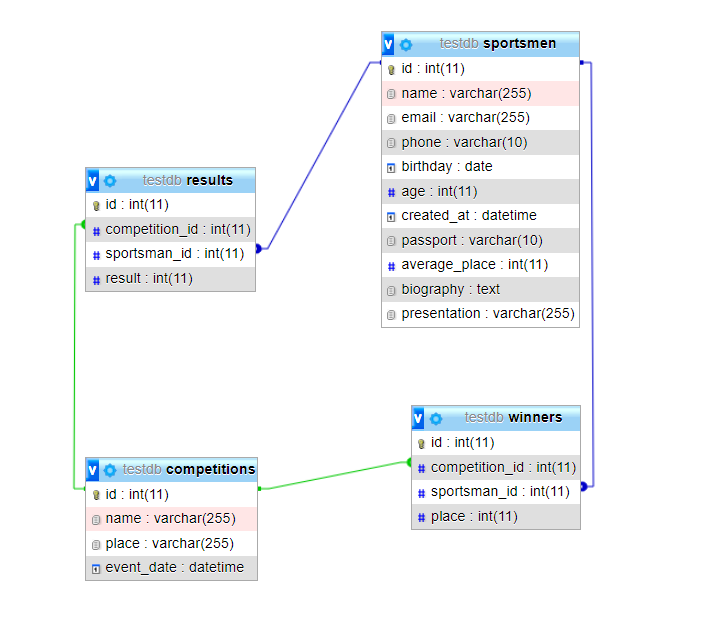 v testdb sportsmen
id : int(11)
name : varchar(255)
email : varchar(255)
phone : varchar(10)
birthday : date
# age : int(11)
created_at : datetime
passport : varchar(10)
# average_place : int(11)
biography : text
presentation : varchar(255)
v testdb results
id : int(11)
# competition_id : int(11)
# sportsman_id : int(11)
# result : int(11)
v testdb winners
id : int(11)
# competition_id : int(11)
# sportsman_id : int(11)
# place : int(11)
v testdb competitions
id : int(11)
name : varchar(255)
place : varchar(255)
event_date : datetime